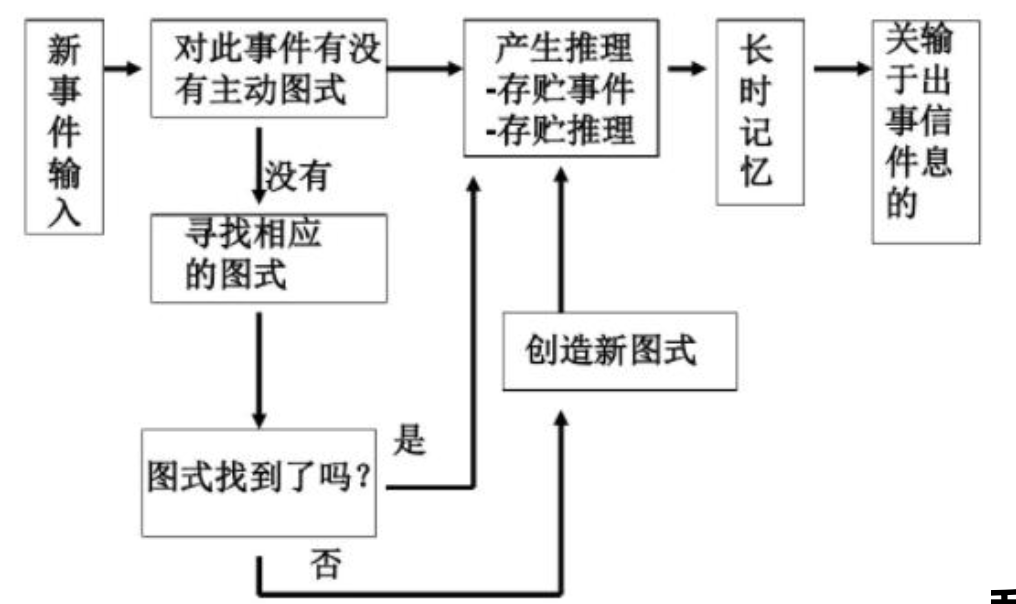 新事件输入
对此事件有没
有主动图式
产生推理
-存贮事件
-存贮推理
长时记忆
关于事件的
输出信息
没有
寻找相应
的图式
创造新图式
图式找到了吗?
是
否